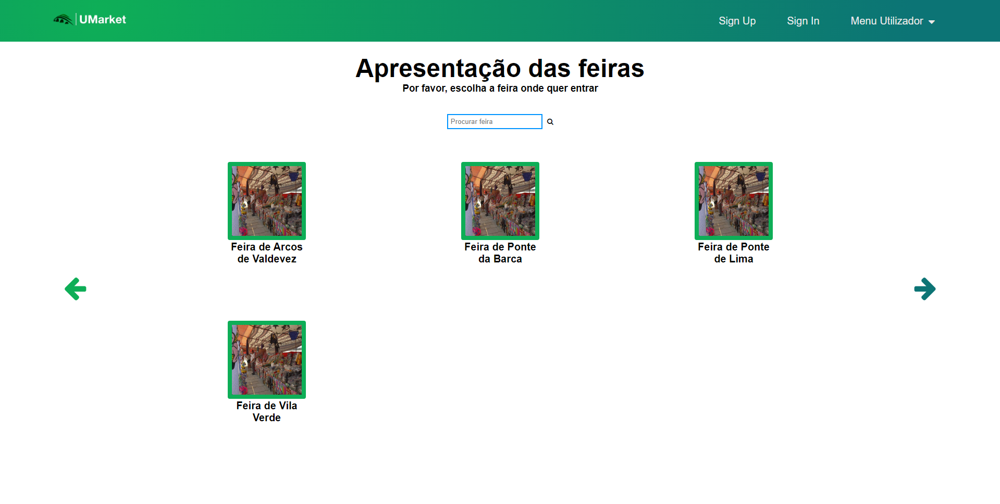 UMarket
Sign Up
Sign In
Menu Utilizador
Apresentação das feiras
Por favor, escolha a feira onde quer entrar
Procurar feira
Feira de Arcos
de Valdevez
Feira de Ponte
da Barca
Feira de Ponte
de Lima
Feira de Vila
Verde